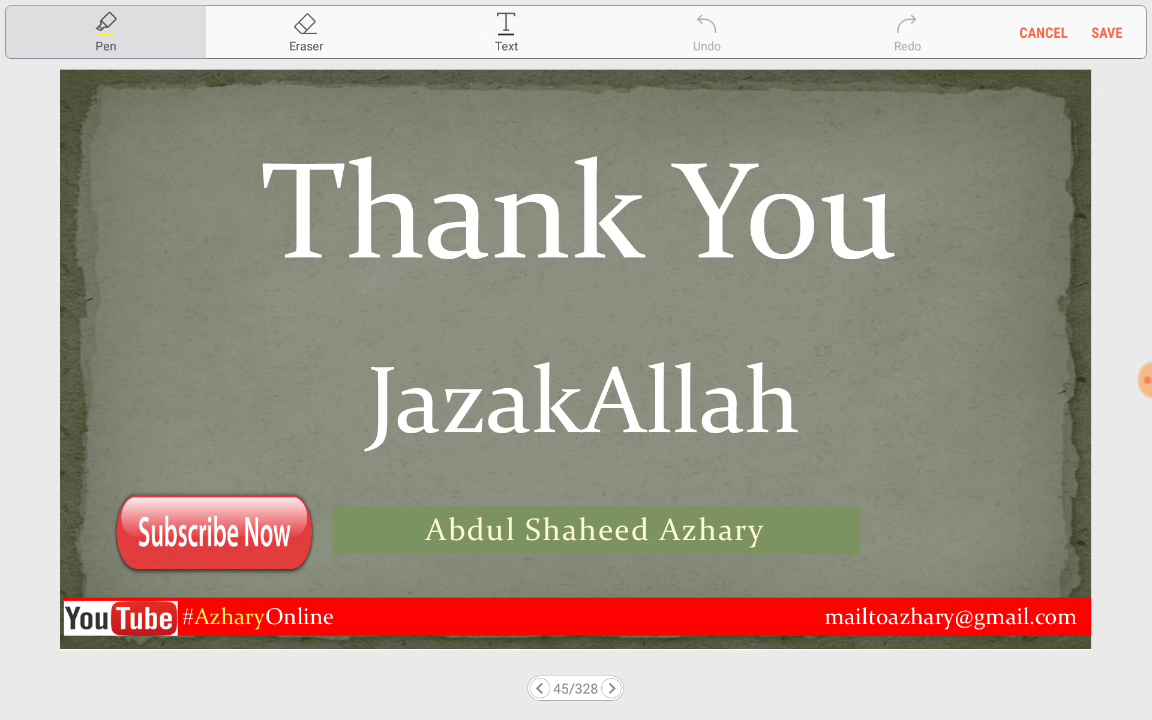 Pen
Eraser
Text
Undo
Redo
CANCEL
SAVE
Thank You
JazakAllah
Subscribe Now
Abdul Shaheed Azhary
YouTube #AzharyOnline
mailtoazhary@gmail.com
45/328